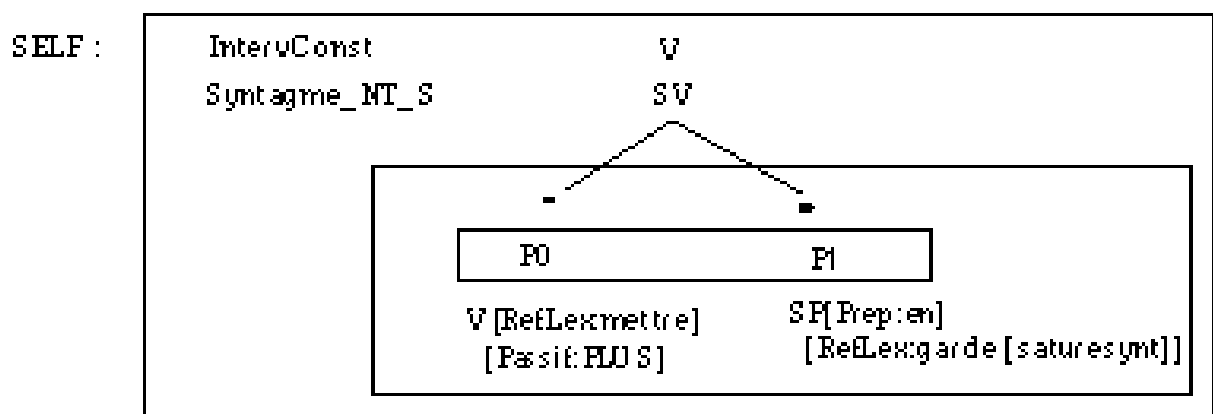 SELF : IntervConst V
Syntagme_NT_S SV
P0 P1
V [RefLex:mettre] SP[Prep:en]
[Passif:PLUS] [RefLex:garde[saturesynt]]